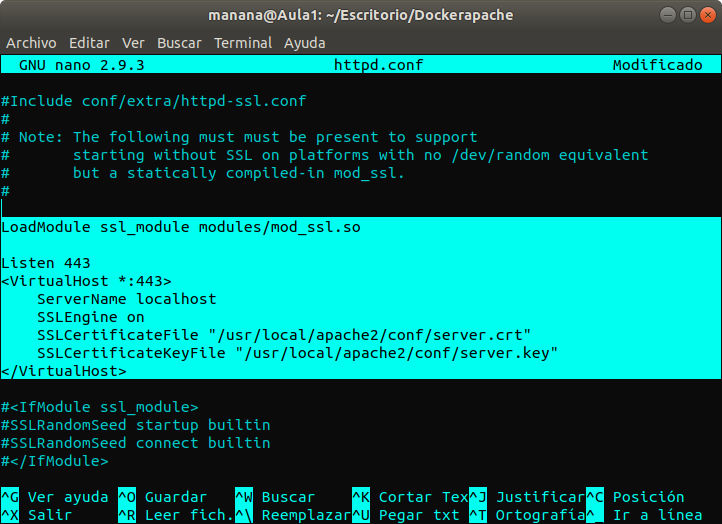 manana@Aula1: ~/Escritorio/Dockerapache
Archivo Editar Ver Buscar Terminal Ayuda
GNU nano 2.9.3 httpd.conf Modificado
#Include conf/extra/httpd-ssl.conf
#
# Note: The following must must be present to support
#       starting without SSL on platforms with no /dev/random equivalent
#       but a statically compiled-in mod_ssl.
#
LoadModule ssl_module modules/mod_ssl.so
Listen 443
<VirtualHost *:443>
    ServerName localhost
    SSLEngine on
    SSLCertificateFile "/usr/local/apache2/conf/server.crt"
    SSLCertificateKeyFile "/usr/local/apache2/conf/server.key"
</VirtualHost>
#<IfModule ssl_module>
#SSLRandomSeed startup builtin
#SSLRandomSeed connect builtin
#</IfModule>
^G Ver ayuda ^O Guardar ^W Buscar ^K Cortar Tex^J Justificar^C Posición
^X Salir ^R Leer fich.^\ Reemplazar^U Pegar txt ^T Ortografía^_ Ir a línea